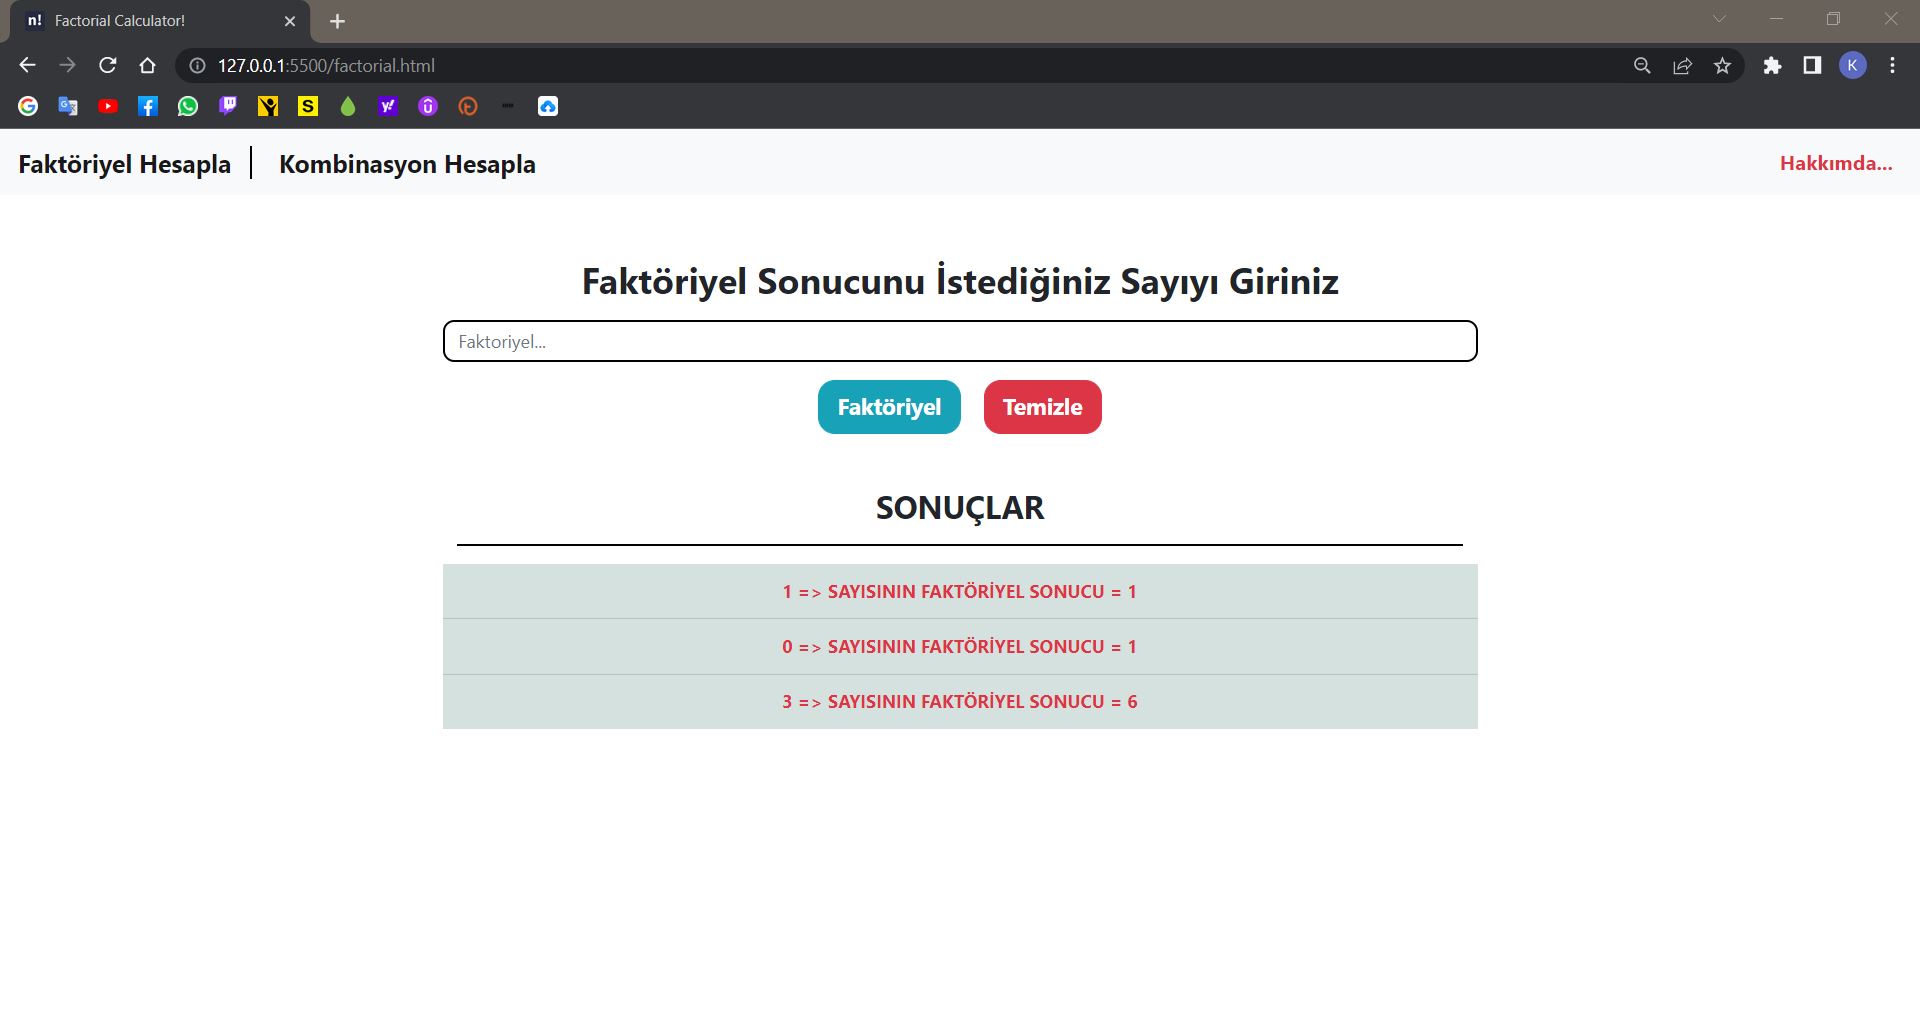 n! Factorial Calculator!
127.0.0.1:5500/factorial.html
K
S
Faktöriyel Hesapla
Kombinasyon Hesapla
Hakkımda...
Faktöriyel Sonucunu İstediğiniz Sayıyı Giriniz
Faktoriyel...
Faktöriyel
Temizle
SONUÇLAR
1 => SAYISININ FAKTÖRİYEL SONUCU = 1
0 => SAYISININ FAKTÖRİYEL SONUCU = 1
3 => SAYISININ FAKTÖRİYEL SONUCU = 6